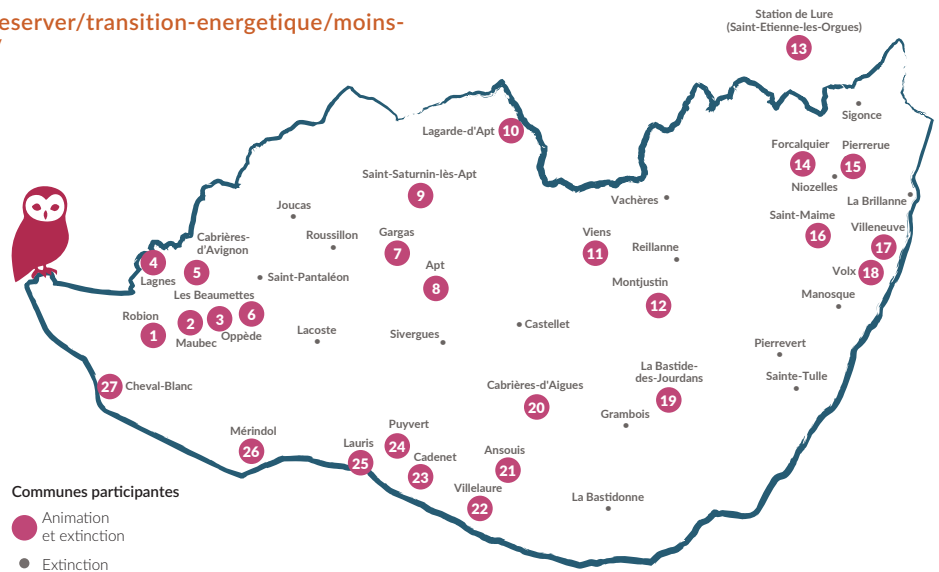 eserver/transition-energetique/moins-
/
Station de Lure
(Saint-Etienne-les-Orgues)
13
Sigonce
Lagarde-d'Apt 10
Forcalquier
14
Pierrerue
15
Niozelles
Saint-Saturnin-lès-Apt
9
Vachères
La Brillanne
Joucas
Saint-Maime
16
Villeneuve
17
Roussillon
Gargas
7
Viens
11
Reillanne
Cabrières-
d'Avignon
5
4
Lagnes
Saint-Pantaléon
Apt
8
Volx 18
Montjustin
12
Manosque
Les Beaumettes
6
Robion
1
2
Maubec
3
Oppède
Lacoste
Sivergues
Castellet
Pierrevert
Sainte-Tulle
27 Cheval-Blanc
La Bastide-
des-Jourdans
19
Cabrières-d'Aigues
20
Grambois
Mérindol
26
Puyvert
24
Lauris
25
Cadenet
23
Ansouis
21
Villelaure
22
La Bastidonne
Communes participantes
Animation
et extinction
Extinction